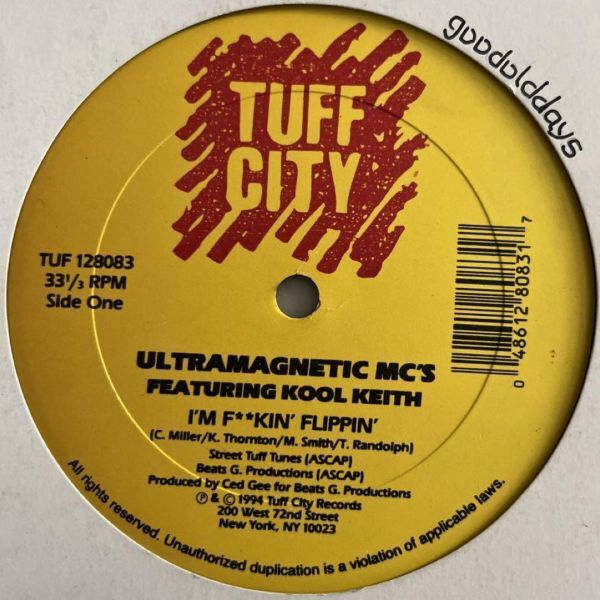 goodolddays
TUFF
CITY
TUF 128083
33 1/3 RPM
Side One
0 48612 80831 7
ULTRAMAGNETIC MC'S
FEATURING KOOL KEITH
I'M F**KIN' FLIPPIN'
(C. Miller/K. Thornton/M. Smith/T. Randolph)
Street Tuff Tunes (ASCAP)
Beats G. Productions (ASCAP)
Produced by Ced Gee for Beats G. Productions
℗ & © 1994 Tuff City Records
200 West 72nd Street
New York, NY 10023
All rights reserved. Unauthorized duplication is a violation of applicable laws.